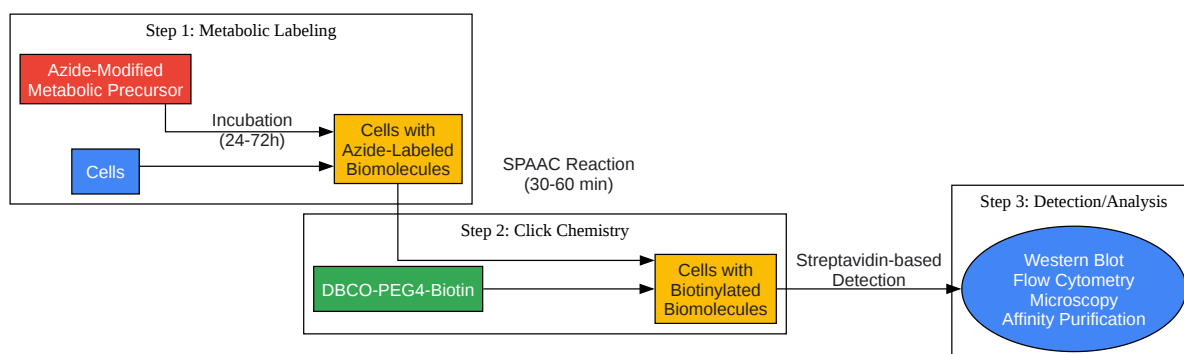 Step 1: Metabolic Labeling
Azide-Modified
Metabolic Precursor
Incubation
(24-72h)
Cells
Cells with
Azide-Labeled
Biomolecules
SPAAC Reaction
(30-60 min)
Step 2: Click Chemistry
DBCO-PEG4-Biotin
Cells with
Biotinylated
Biomolecules
Streptavidin-based
Detection
Step 3: Detection/Analysis
Western Blot
Flow Cytometry
Microscopy
Affinity Purification